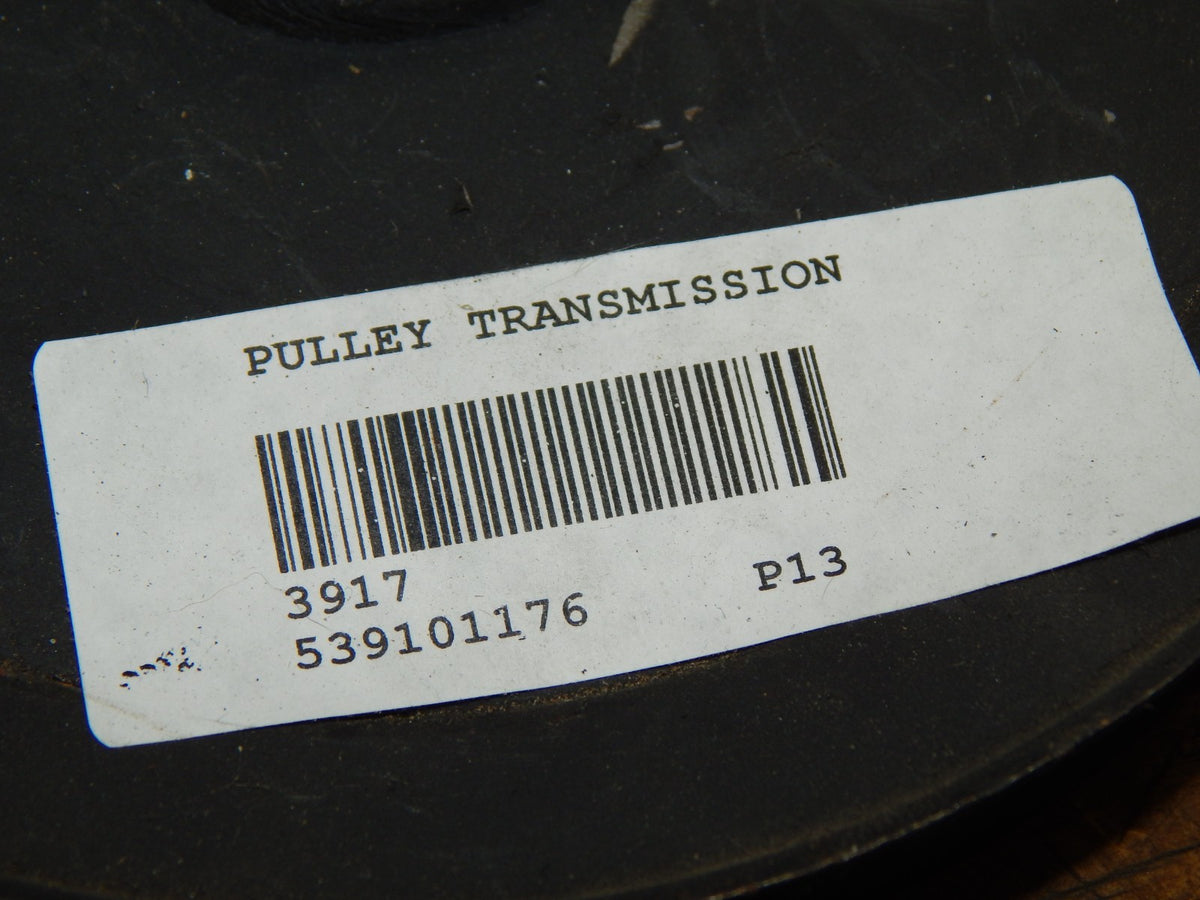 PULLEY TRANSMISSION
3917
539101176 P13